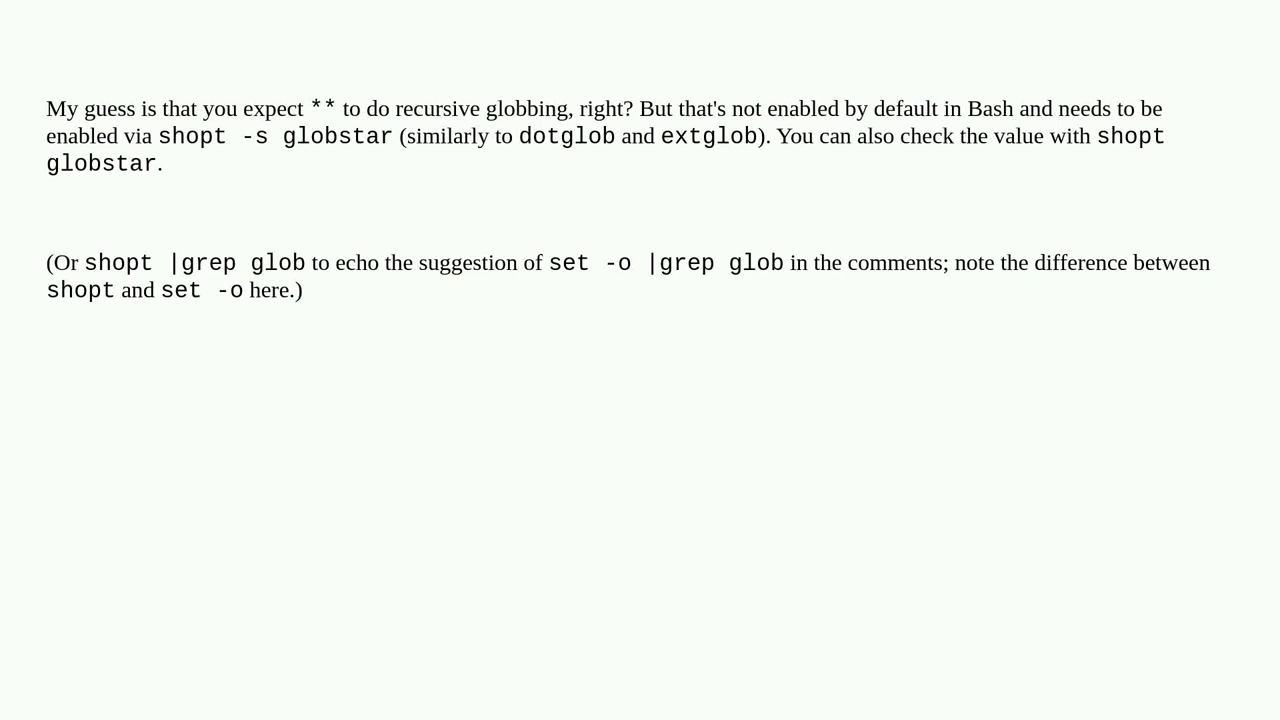 My guess is that you expect ** to do recursive globbing, right? But that's not enabled by default in Bash and needs to be
enabled via shopt -s globstar (similarly to dotglob and extglob). You can also check the value with shopt
globstar.
(Or shopt |grep glob to echo the suggestion of set -o |grep glob in the comments; note the difference between
shopt and set -o here.)